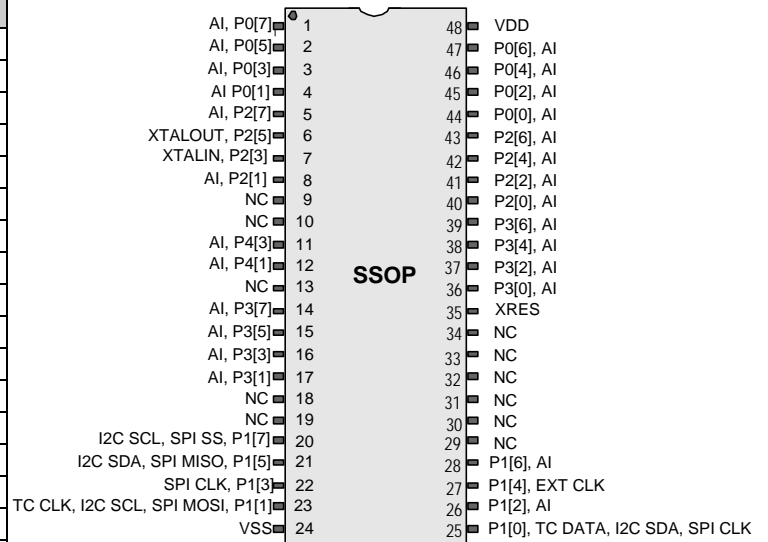 AI, P0[7] 1 48 VDD
AI, P0[5] 2 47 P0[6], AI
AI, P0[3] 3 46 P0[4], AI
AI P0[1] 4 45 P0[2], AI
AI, P2[7] 5 44 P0[0], AI
XTALOUT, P2[5] 6 43 P2[6], AI
XTALIN, P2[3] 7 42 P2[4], AI
AI, P2[1] 8 41 P2[2], AI
NC 9 40 P2[0], AI
NC 10 39 P3[6], AI
AI, P4[3] 11 38 P3[4], AI
AI, P4[1] 12 SSOP 37 P3[2], AI
NC 13 36 P3[0], AI
AI, P3[7] 14 35 XRES
AI, P3[5] 15 34 NC
AI, P3[3] 16 33 NC
AI, P3[1] 17 32 NC
NC 18 31 NC
NC 19 30 NC
I2C SCL, SPI SS, P1[7] 20 29 NC
I2C SDA, SPI MISO, P1[5] 21 28 P1[6], AI
SPI CLK, P1[3] 22 27 P1[4], EXT CLK
TC CLK, I2C SCL, SPI MOSI, P1[1] 23 26 P1[2], AI
VSS 24 25 P1[0], TC DATA, I2C SDA, SPI CLK